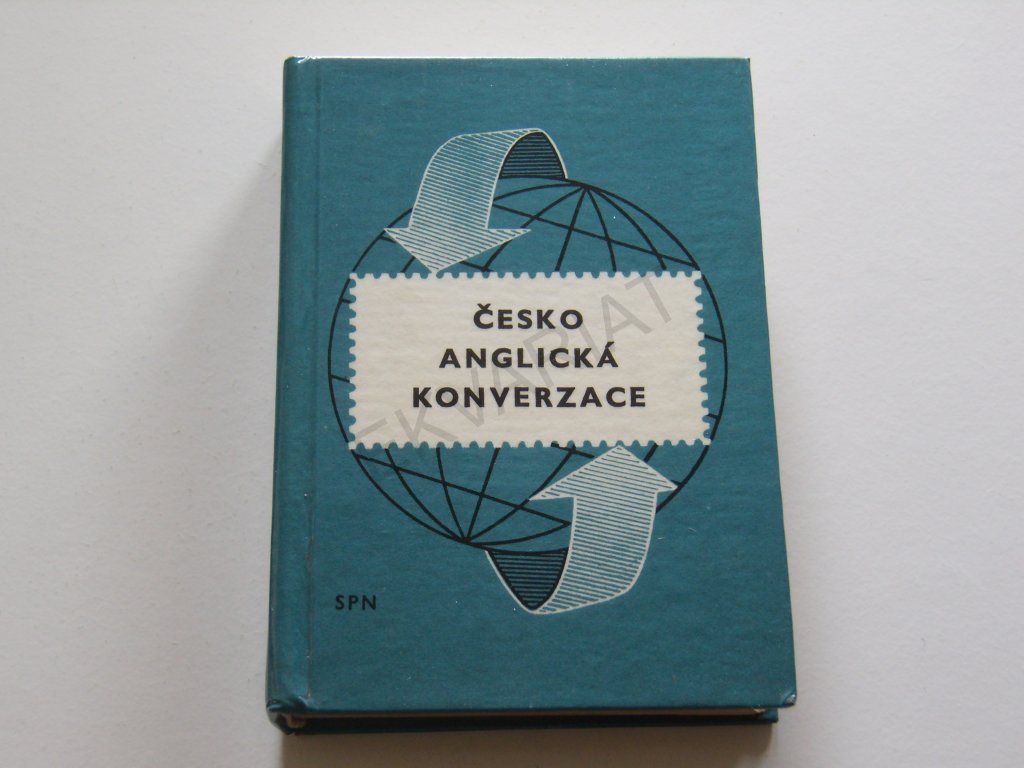 ČESKO
ANGLICKÁ
KONVERZACE
SPN